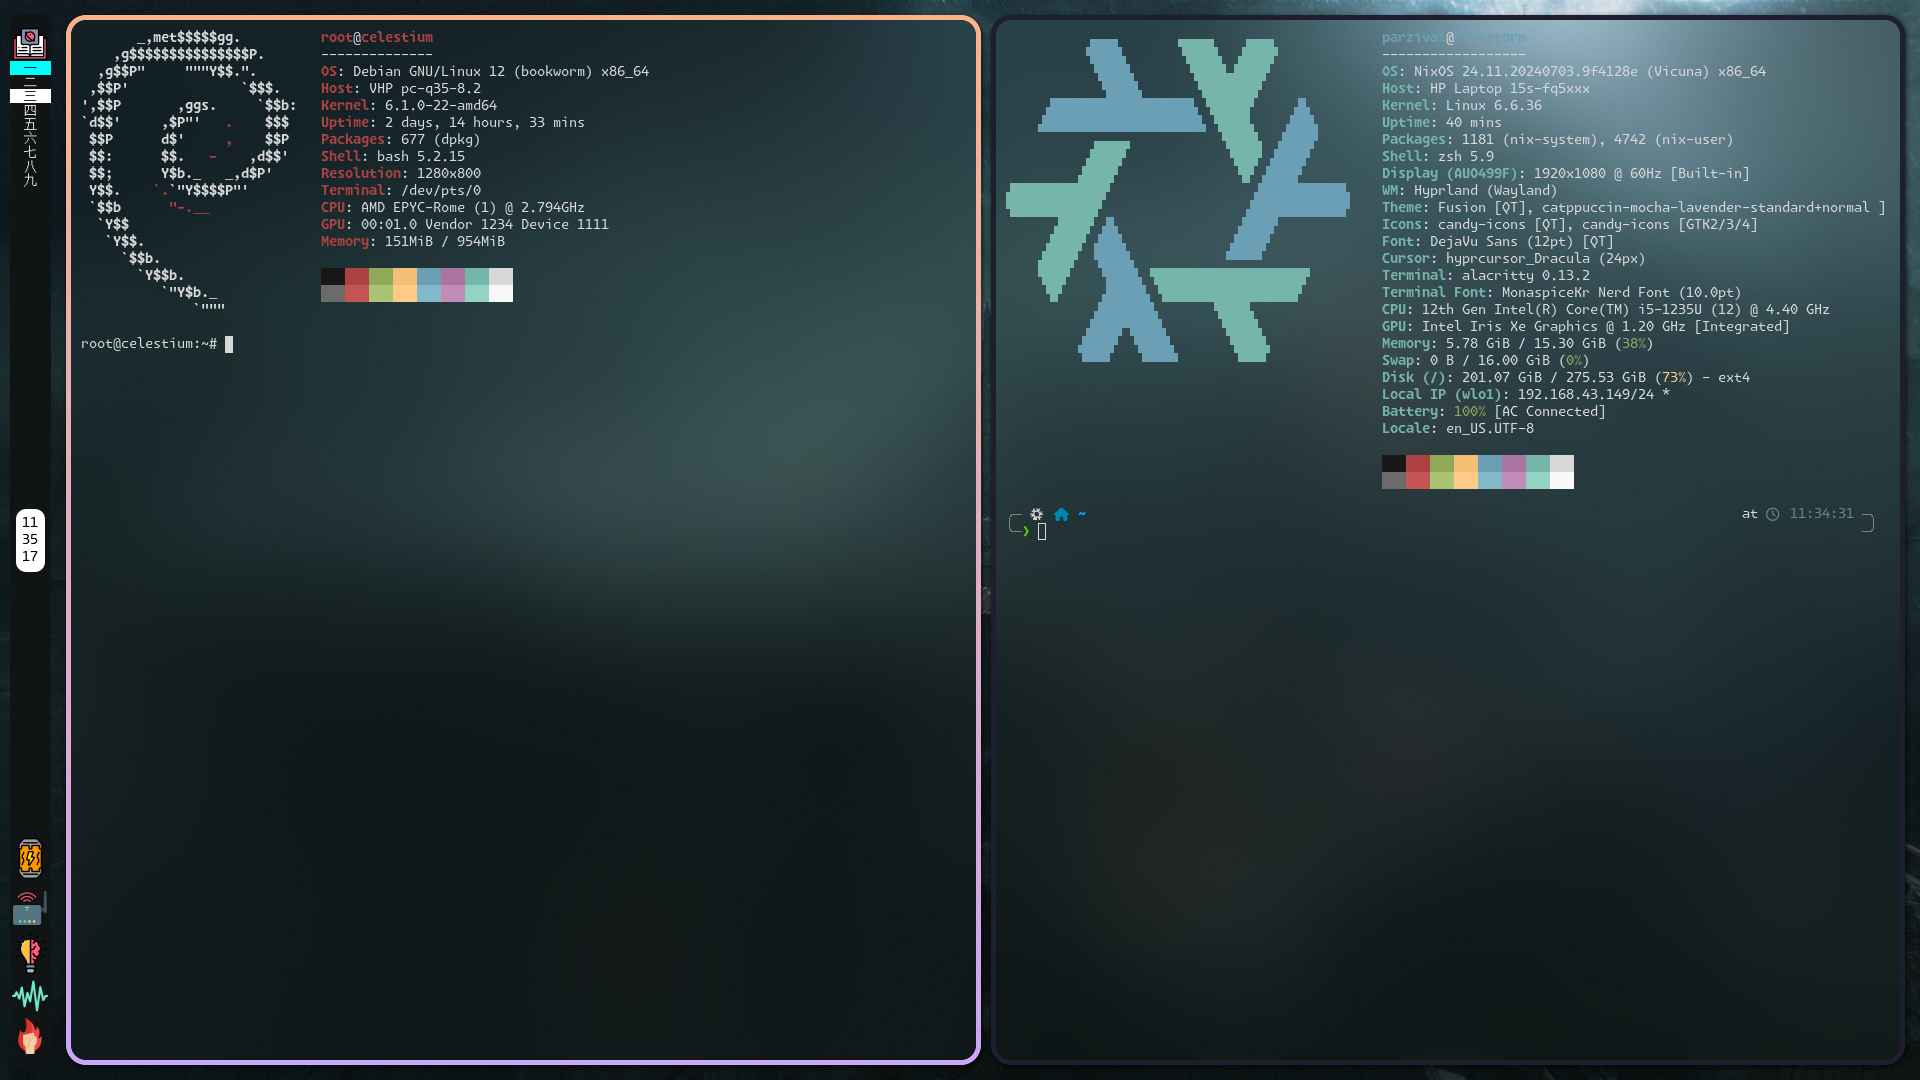 一
二
三
四
五
六
七
八
九
11
35
17
root@celestium
--------------
OS: Debian GNU/Linux 12 (bookworm) x86_64
Host: VHP pc-q35-8.2
Kernel: 6.1.0-22-amd64
Uptime: 2 days, 14 hours, 33 mins
Packages: 677 (dpkg)
Shell: bash 5.2.15
Resolution: 1280x800
Terminal: /dev/pts/0
CPU: AMD EPYC-Rome (1) @ 2.794GHz
GPU: 00:01.0 Vendor 1234 Device 1111
Memory: 151MiB / 954MiB
_,met$$$$$gg.
,g$$$$$$$$$$$$$$$P.
,g$$P" """Y$$.".
,$$P' `$$$.
',$$P ,ggs. `$$b:
`d$$' ,$P"' . $$$
$$P d$' , $$P
$$: $$. - ,d$$'
$$; Y$b._ _,d$P'
Y$$. `.`"Y$$$$P"'
`$$b "-.__
`Y$$
`Y$$.
`$$b.
`Y$$b.
`"Y$b._
`"""
root@celestium:~#
parzival@
------------------
OS: NixOS 24.11.20240703.9f4128e (Vicuna) x86_64
Host: HP Laptop 15s-fq5xxx
Kernel: Linux 6.6.36
Uptime: 40 mins
Packages: 1181 (nix-system), 4742 (nix-user)
Shell: zsh 5.9
Display (AUO499F): 1920x1080 @ 60Hz [Built-in]
WM: Hyprland (Wayland)
Theme: Fusion [QT], catppuccin-mocha-lavender-standard+normal ]
Icons: candy-icons [QT], candy-icons [GTK2/3/4]
Font: DejaVu Sans (12pt) [QT]
Cursor: hyprcursor_Dracula (24px)
Terminal: alacritty 0.13.2
Terminal Font: MonaspiceKr Nerd Font (10.0pt)
CPU: 12th Gen Intel(R) Core(TM) i5-1235U (12) @ 4.40 GHz
GPU: Intel Iris Xe Graphics @ 1.20 GHz [Integrated]
Memory: 5.78 GiB / 15.30 GiB (38%)
Swap: 0 B / 16.00 GiB (0%)
Disk (/): 201.07 GiB / 275.53 GiB (73%) - ext4
Local IP (wlo1): 192.168.43.149/24 *
Battery: 100% [AC Connected]
Locale: en_US.UTF-8
~ at 11:34:31
❯